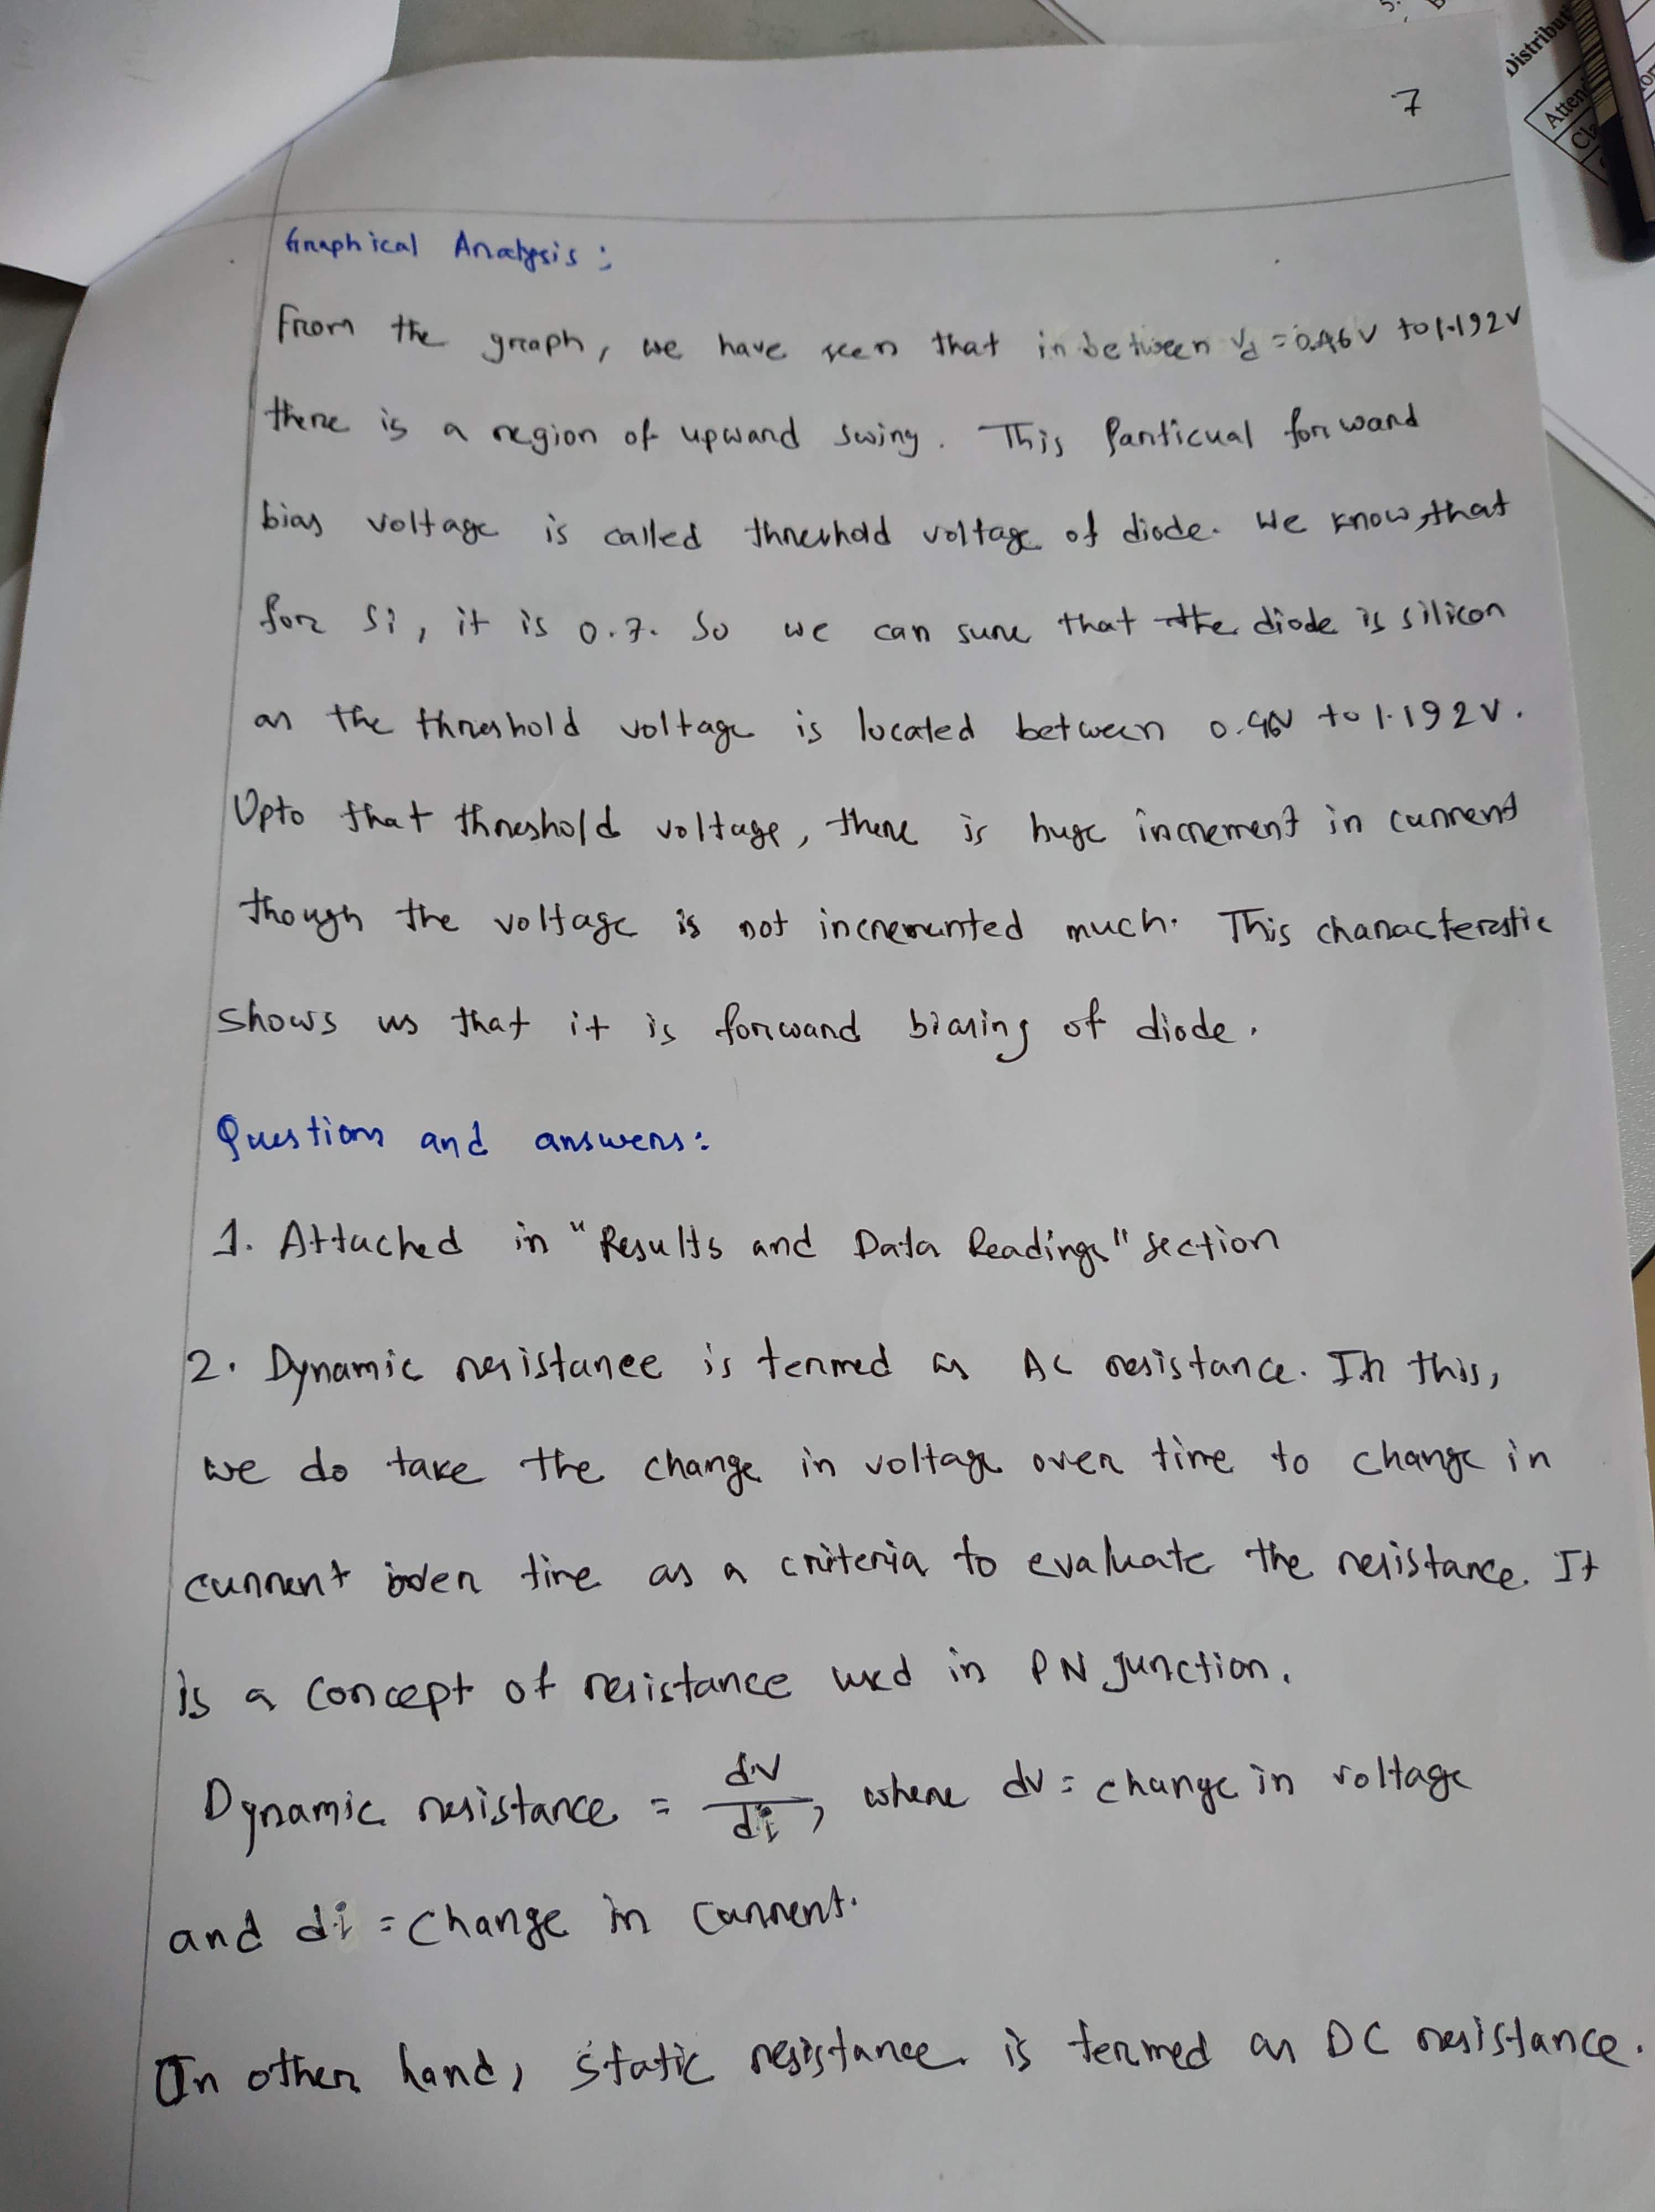 7
Distribut
Atten
Cla
Graphical Analysis:
From the graph, we have seen that in between Vd = 0.46V to 1.192V
there is a region of upward swing. This Particual forward
bias voltage is called threshold voltage of diode. We know, that
for Si, it is 0.7. So we can sure that the diode is silicon
as the threshold voltage is located between 0.46V to 1.192V.
Upto that threshold voltage, there is huge increment in current
though the voltage is not incremented much. This characterestic
shows us that it is forward biasing of diode.
Questions and answers:
1. Attached in "Results and Data Readings" section
2. Dynamic resistance is termed as AC resistance. In this,
we do take the change in voltage over time to change in
current over time as a criteria to evaluate the resistance. It
is a concept of resistance used in PN junction.
Dynamic resistance = dv/di, where dv = change in voltage
and di = change in current.
On other hand, static resistance is termed as DC resistance.